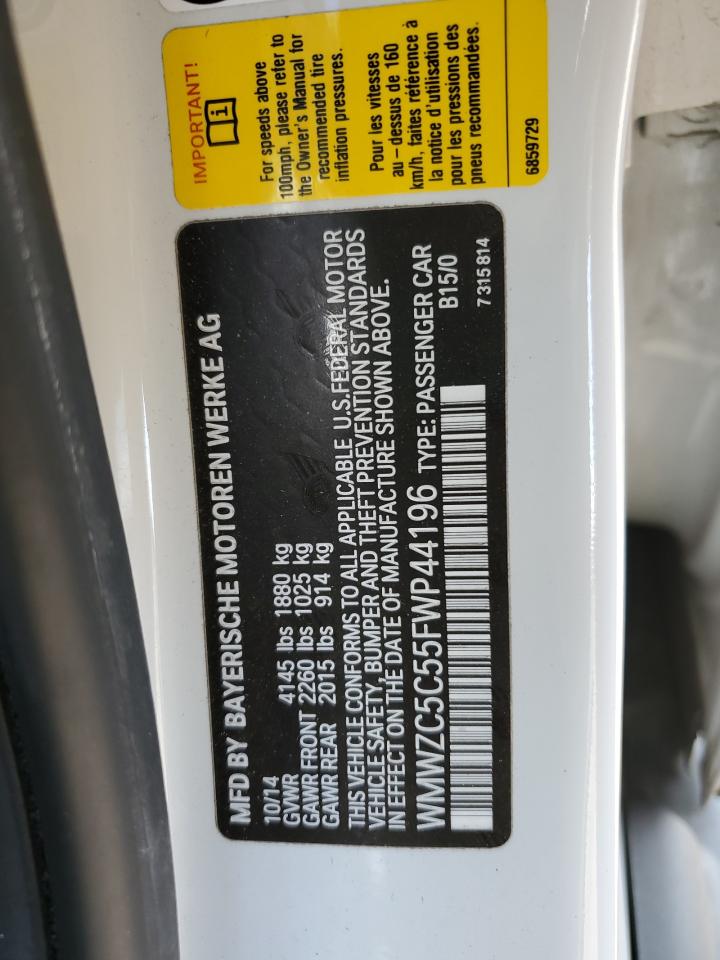 IMPORTANT!
i
For speeds above
100mph, please refer to
the Owner's Manual for
recommended tire
inflation pressures.
Pour les vitesses
au-dessus de 160
km/h, faites référence à
la notice d'utilisation
pour les pressions des
pneus recommandées.
6859729
MFD BY BAYERISCHE MOTOREN WERKE AG
10/14
GVWR 4145 lbs 1880 kg
GAWR FRONT 2260 lbs 1025 kg
GAWR REAR 2015 lbs 914 kg
THIS VEHICLE CONFORMS TO ALL APPLICABLE U.S.FEDERAL MOTOR
VEHICLE SAFETY, BUMPER AND THEFT PREVENTION STANDARDS
IN EFFECT ON THE DATE OF MANUFACTURE SHOWN ABOVE.
WMWZC5C55FWP44196 TYPE: PASSENGER CAR
B15/0
7 315 814